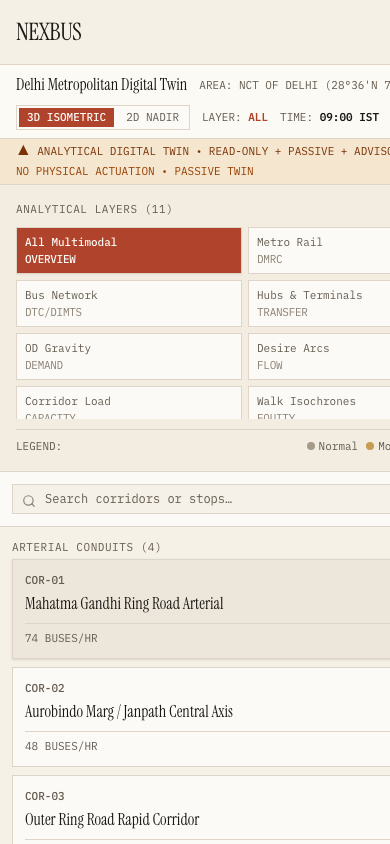 NEXBUS
Delhi Metropolitan Digital Twin AREA: NCT OF DELHI (28°36'N 7
3D ISOMETRIC 2D NADIR LAYER: ALL TIME: 09:00 IST
▲ ANALYTICAL DIGITAL TWIN • READ-ONLY + PASSIVE + ADVISO
NO PHYSICAL ACTUATION • PASSIVE TWIN
ANALYTICAL LAYERS (11)
All Multimodal
OVERVIEW
Metro Rail
DMRC
Bus Network
DTC/DIMTS
Hubs & Terminals
TRANSFER
OD Gravity
DEMAND
Desire Arcs
FLOW
Corridor Load
CAPACITY
Walk Isochrones
EQUITY
LEGEND: Normal Mo
Search corridors or stops…
ARTERIAL CONDUITS (4)
COR-01
Mahatma Gandhi Ring Road Arterial
74 BUSES/HR
COR-02
Aurobindo Marg / Janpath Central Axis
48 BUSES/HR
COR-03
Outer Ring Road Rapid Corridor